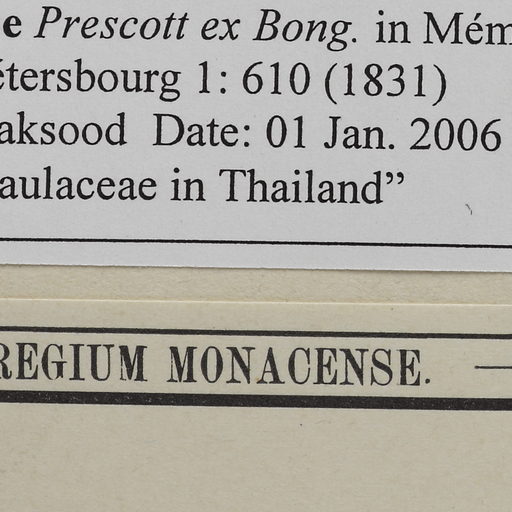 e Prescott ex Bong. in Mém
étersbourg 1: 610 (1831)
aksood Date: 01 Jan. 2006
aulaceae in Thailand”
REGIUM MONACENSE. —